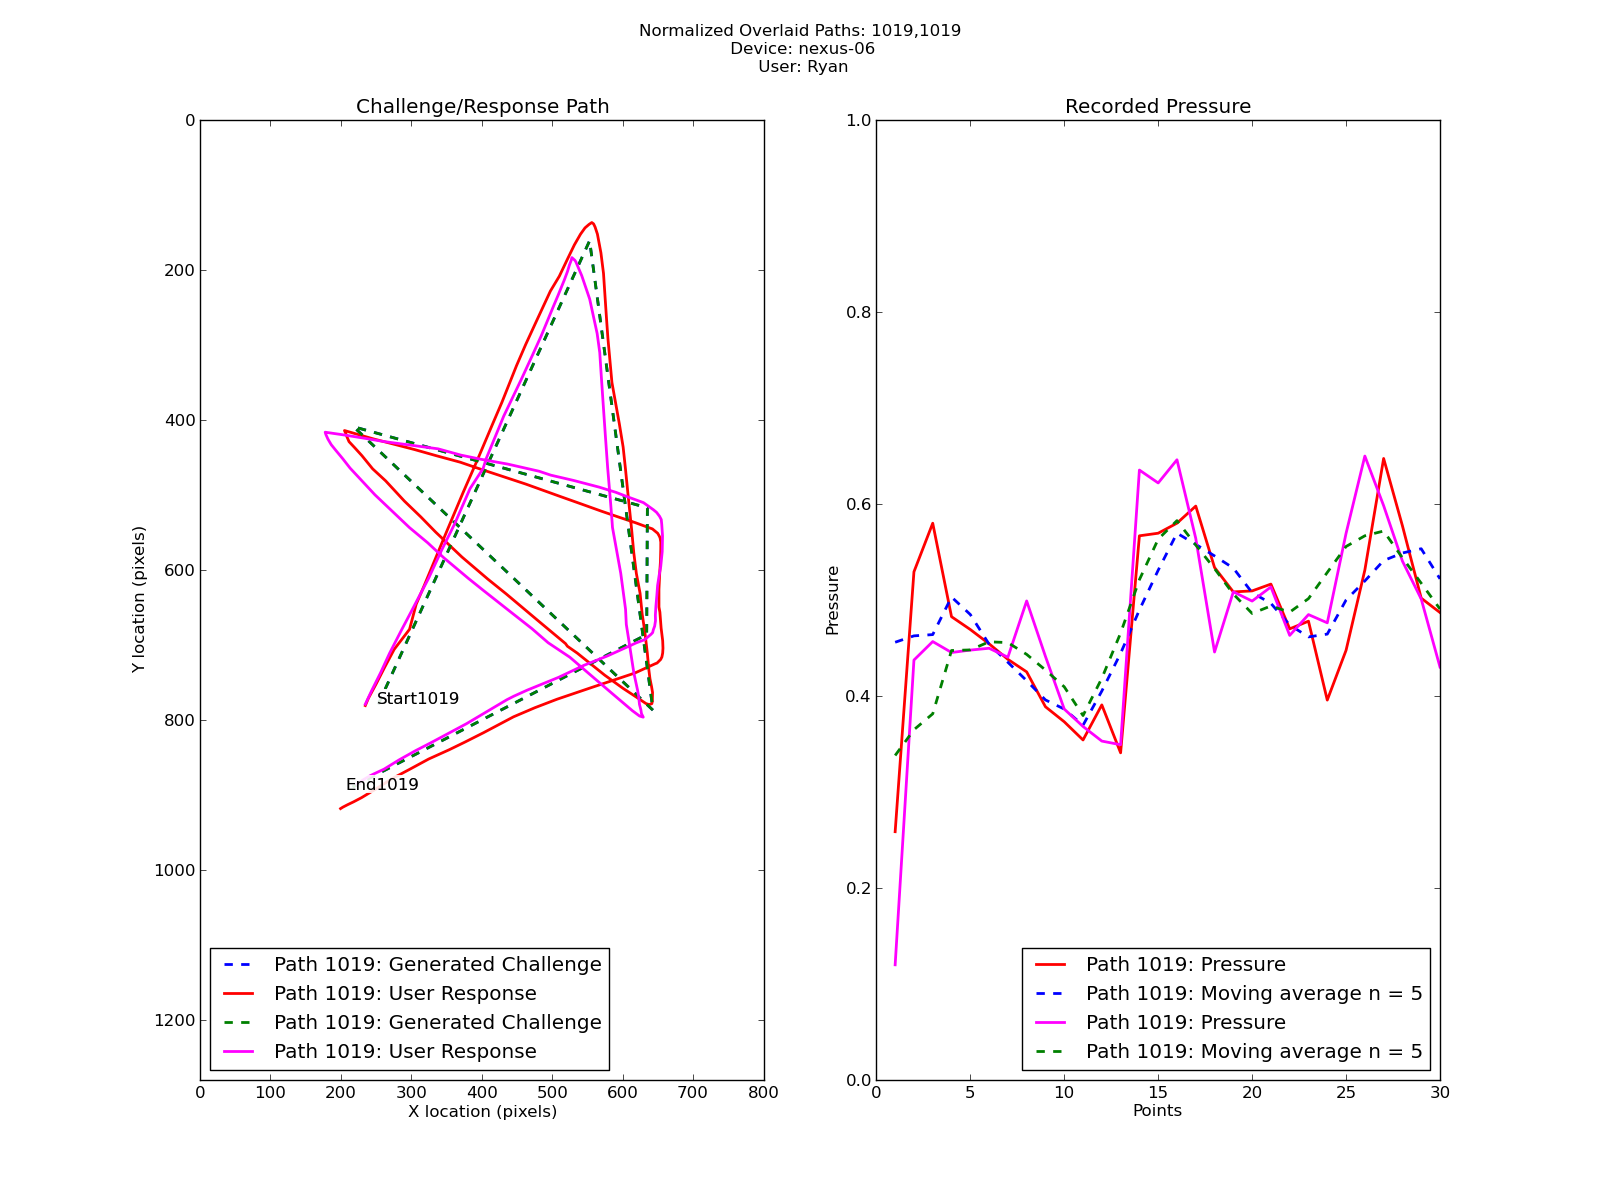 Normalized Overlaid Paths: 1019,1019
Device: nexus-06
User: Ryan
Challenge/Response Path
0
200
400
600
800
1000
1200
Y location (pixels)
Start1019
End1019
Path 1019: Generated Challenge
Path 1019: User Response
Path 1019: Generated Challenge
Path 1019: User Response
0 100 200 300 400 500 600 700 800
X location (pixels)
Recorded Pressure
1.0
0.8
0.6
0.4
0.2
0.0
Pressure
Path 1019: Pressure
Path 1019: Moving average n = 5
Path 1019: Pressure
Path 1019: Moving average n = 5
0 5 10 15 20 25 30
Points